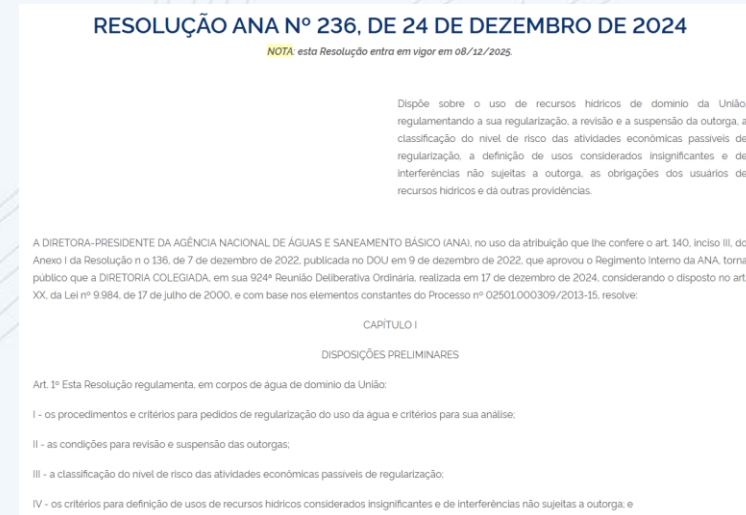 RESOLUÇÃO ANA Nº 236, DE 24 DE DEZEMBRO DE 2024
NOTA: esta Resolução entra em vigor em 08/12/2025.
Dispõe sobre o uso de recursos hídricos de domínio da União,
regulamentando a sua regularização, a revisão e a suspensão da outorga, a
classificação do nível de risco das atividades econômicas passíveis de
regularização, a definição de usos considerados insignificantes e de
interferências não sujeitas a outorga, as obrigações dos usuários de
recursos hídricos e dá outras providências.
A DIRETORA-PRESIDENTE DA AGÊNCIA NACIONAL DE ÁGUAS E SANEAMENTO BÁSICO (ANA), no uso da atribuição que lhe confere o art. 140, inciso III, do
Anexo I da Resolução n o 136, de 7 de dezembro de 2022, publicada no DOU em 9 de dezembro de 2022, que aprovou o Regimento Interno da ANA, torna
público que a DIRETORIA COLEGIADA, em sua 924ª Reunião Deliberativa Ordinária, realizada em 17 de dezembro de 2024, considerando o disposto no art.
XX, da Lei nº 9.984, de 17 de julho de 2000, e com base nos elementos constantes do Processo nº 02501.000309/2013-15, resolve:
CAPÍTULO I
DISPOSIÇÕES PRELIMINARES
Art. 1º Esta Resolução regulamenta, em corpos de água de domínio da União:
I - os procedimentos e critérios para pedidos de regularização do uso da água e critérios para sua análise;
II - as condições para revisão e suspensão das outorgas;
III - a classificação do nível de risco das atividades econômicas passíveis de regularização;
IV - os critérios para definição de usos de recursos hídricos considerados insignificantes e de interferências não sujeitas a outorga; e